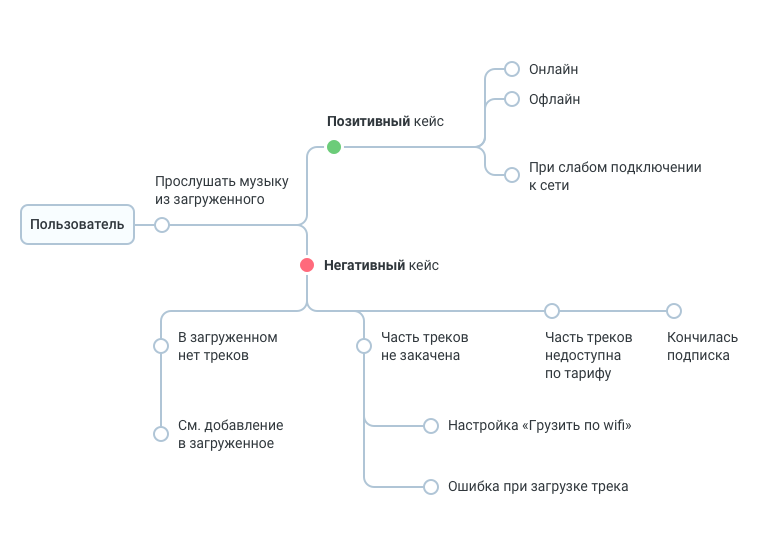 Онлайн
Офлайн
Позитивный кейс
При слабом подключении
к сети
Прослушать музыку
из загруженного
Пользователь
Негативный кейс
В загруженном
нет треков
Часть треков
не закачена
Часть треков
недоступна
по тарифу
Кончилась
подписка
См. добавление
в загруженное
Настройка «Грузить по wifi»
Ошибка при загрузке трека